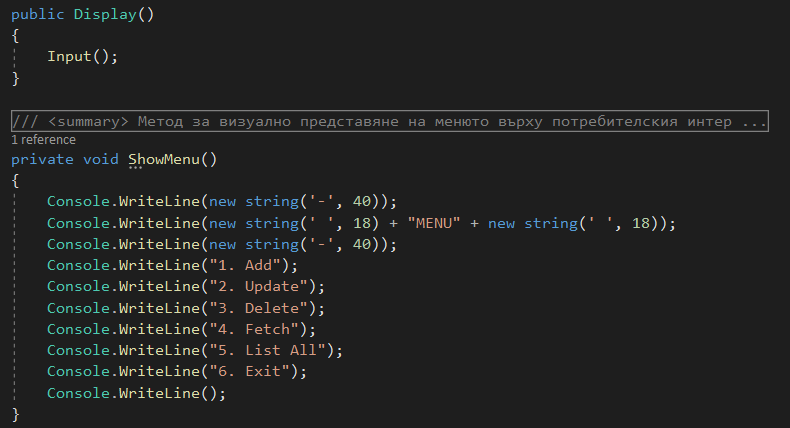 public Display()
{
Input();
}
/// <summary> Метод за визуално представяне на менюто върху потребителския интер ...
1 reference
private void ShowMenu()
{
Console.WriteLine(new string('-', 40));
Console.WriteLine(new string(' ', 18) + "MENU" + new string(' ', 18));
Console.WriteLine(new string('-', 40));
Console.WriteLine("1. Add");
Console.WriteLine("2. Update");
Console.WriteLine("3. Delete");
Console.WriteLine("4. Fetch");
Console.WriteLine("5. List All");
Console.WriteLine("6. Exit");
Console.WriteLine();
}